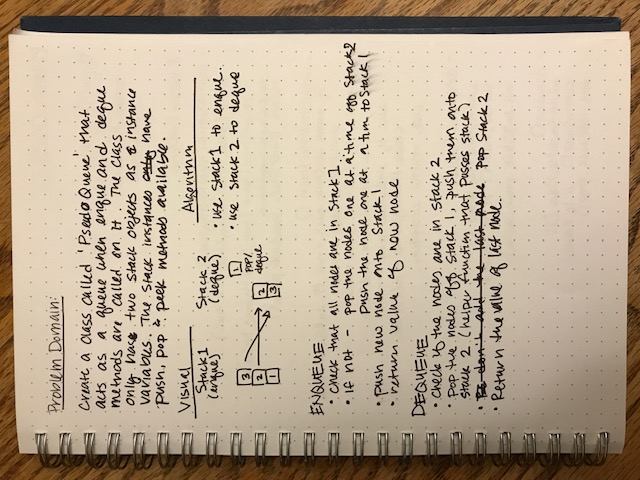 Problem Domain:
Create a class called 'PseudoQueue' that
acts as a queue when enque and deque
methods are called on it. The class
only has two stack objects as instance
variables. The stack instances only have
push, pop & peek methods available.
Visual
Algorithm
Stack 1
(enque)
Stack 2
(deque)
• use Stack 1 to enque.
• use Stack 2 to deque
3
2
1
1
pop/
deque
2
3
ENQUEUE
• Check that all nodes are in Stack 1.
• if not - pop the nodes one at a time off Stack 2
push the node one at a tim to Stack 1
• push new node onto Stack 1
• return value of new node
DEQUEUE
• Check if the nodes are in Stack 2
• Pop the nodes off Stack 1, push them onto
Stack 2 (helper function that passes stack)
• don't add the last node pop Stack 2
• Return the value of last node.